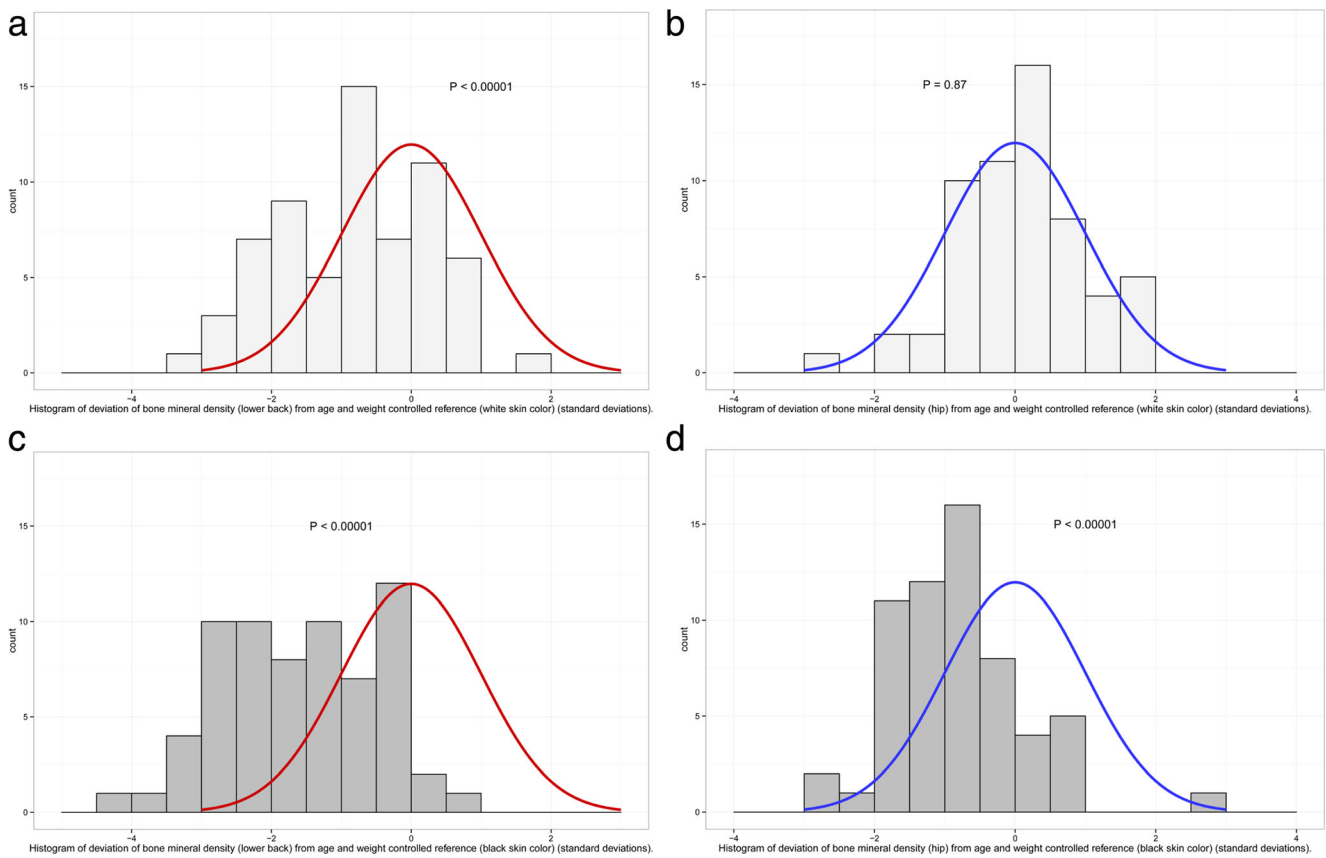 a
P < 0.00001
15
10
5
0
count
−4
−2
0
2
Histogram of deviation of bone mineral density (lower back) from age and weight controlled reference (white skin color) (standard deviations).
b
P = 0.87
15
10
5
0
count
−4
−2
0
2
4
Histogram of deviation of bone mineral density (hip) from age and weight controlled reference (white skin color) (standard deviations).
c
P < 0.00001
15
10
5
0
count
−4
−2
0
2
Histogram of deviation of bone mineral density (lower back) from age and weight controlled reference (black skin color) (standard deviations).
d
P < 0.00001
15
10
5
0
count
−4
−2
0
2
4
Histogram of deviation of bone mineral density (hip) from age and weight controlled reference (black skin color) (standard deviations).